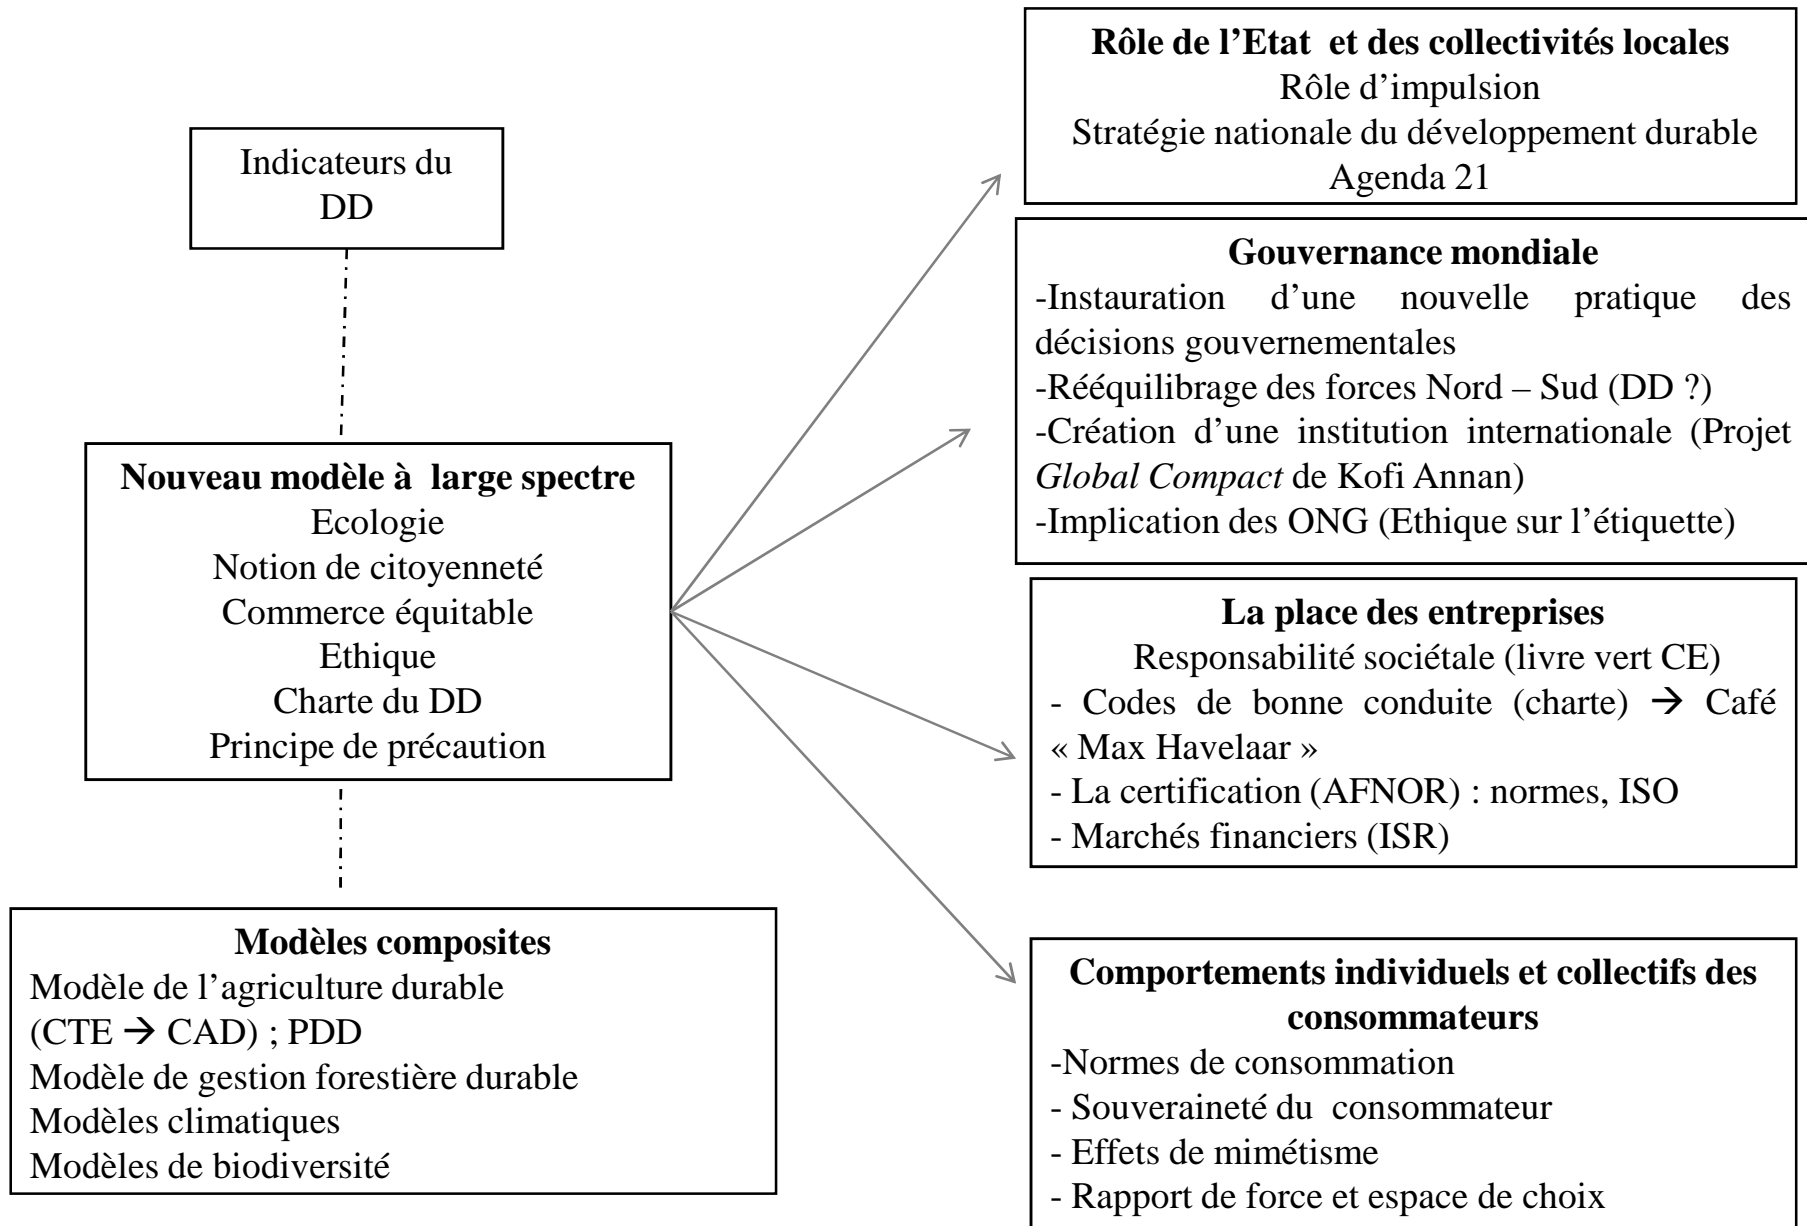 Indicateurs du
DD
Nouveau modèle à large spectre
Ecologie
Notion de citoyenneté
Commerce équitable
Ethique
Charte du DD
Principe de précaution
Modèles composites
Modèle de l’agriculture durable
(CTE → CAD) ; PDD
Modèle de gestion forestière durable
Modèles climatiques
Modèles de biodiversité
Rôle de l’Etat et des collectivités locales
Rôle d’impulsion
Stratégie nationale du développement durable
Agenda 21
Gouvernance mondiale
-Instauration d’une nouvelle pratique des
décisions gouvernementales
-Rééquilibrage des forces Nord – Sud (DD ?)
-Création d’une institution internationale (Projet
Global Compact de Kofi Annan)
-Implication des ONG (Ethique sur l’étiquette)
La place des entreprises
Responsabilité sociétale (livre vert CE)
- Codes de bonne conduite (charte) → Café
« Max Havelaar »
- La certification (AFNOR) : normes, ISO
- Marchés financiers (ISR)
Comportements individuels et collectifs des
consommateurs
-Normes de consommation
- Souveraineté du consommateur
- Effets de mimétisme
- Rapport de force et espace de choix